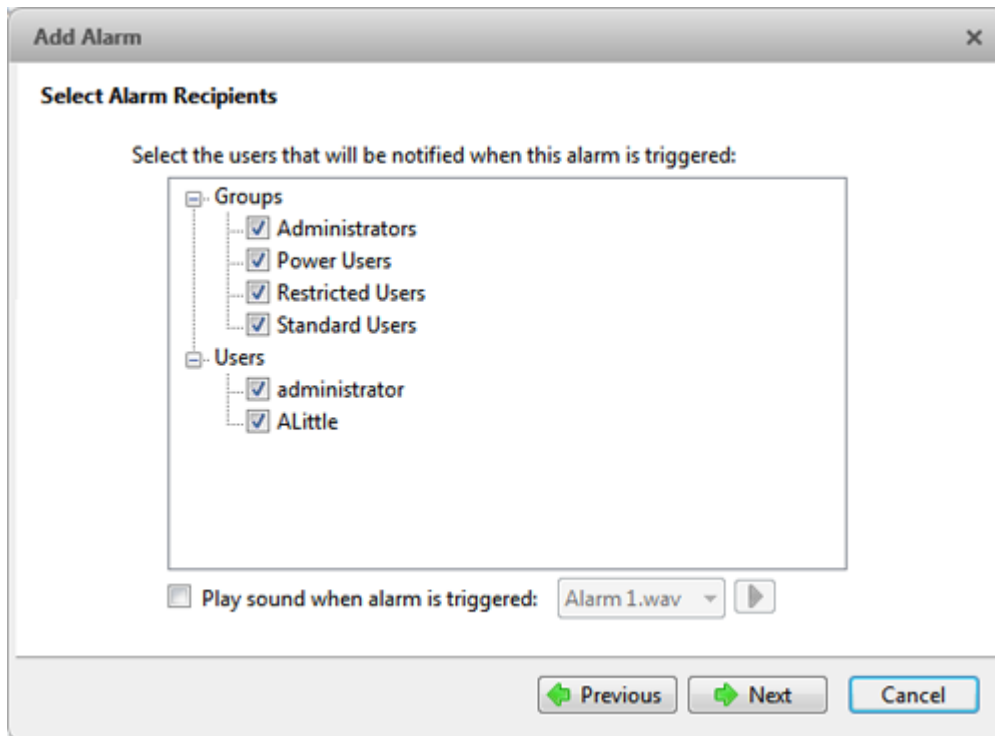 Add Alarm
Select Alarm Recipients
Select the users that will be notified when this alarm is triggered:
Groups
Administrators
Power Users
Restricted Users
Standard Users
Users
administrator
ALittle
Play sound when alarm is triggered: Alarm 1.wav
Previous Next Cancel